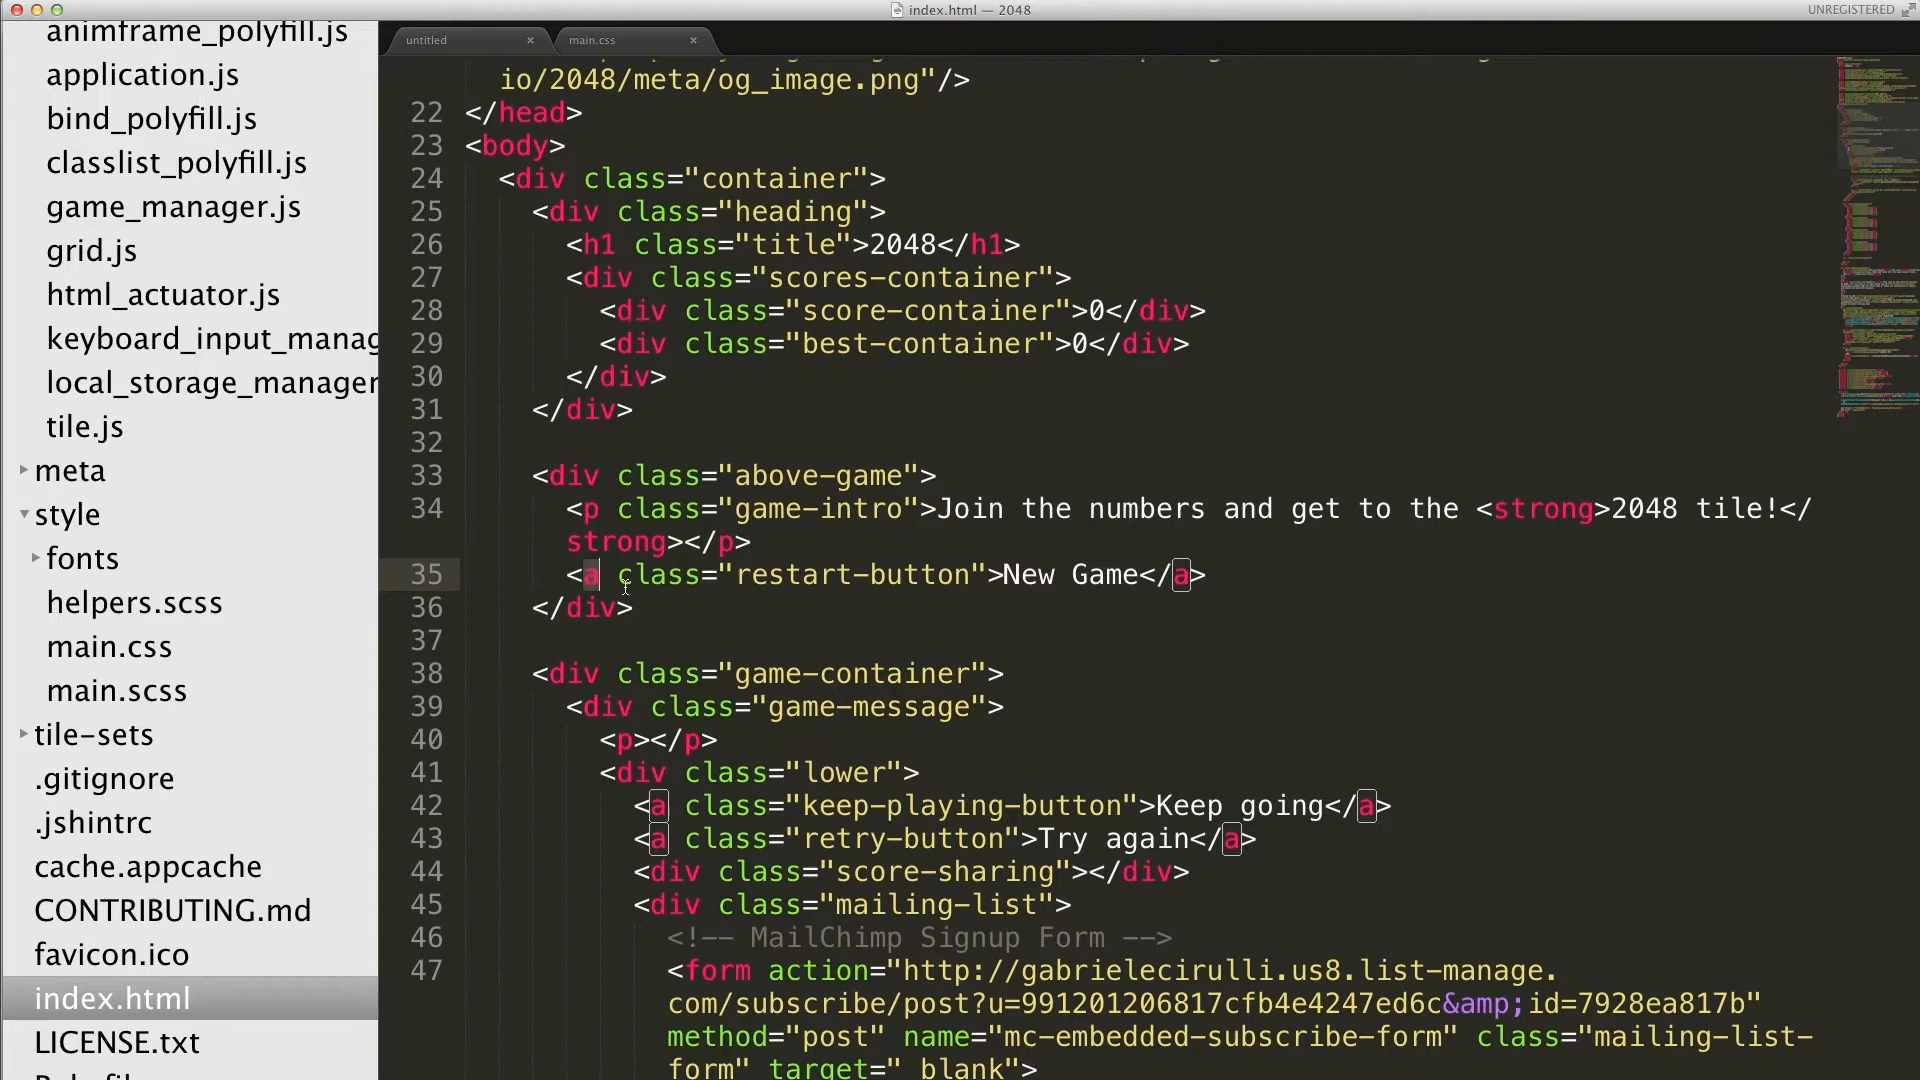 index.html — 2048
UNREGISTERED
untitled
main.css
animframe_polyfill.js
application.js
bind_polyfill.js
classlist_polyfill.js
game_manager.js
grid.js
html_actuator.js
keyboard_input_manag
local_storage_manager
tile.js
meta
style
fonts
helpers.scss
main.css
main.scss
tile-sets
.gitignore
.jshintrc
cache.appcache
CONTRIBUTING.md
favicon.ico
index.html
LICENSE.txt
io/2048/meta/og_image.png"/>
22 </head>
23 <body>
24 <div class="container">
25 <div class="heading">
26 <h1 class="title">2048</h1>
27 <div class="scores-container">
28 <div class="score-container">0</div>
29 <div class="best-container">0</div>
30 </div>
31 </div>
32
33 <div class="above-game">
34 <p class="game-intro">Join the numbers and get to the <strong>2048 tile!</
strong></p>
35 <a class="restart-button">New Game</a>
36 </div>
37
38 <div class="game-container">
39 <div class="game-message">
40 <p></p>
41 <div class="lower">
42 <a class="keep-playing-button">Keep going</a>
43 <a class="retry-button">Try again</a>
44 <div class="score-sharing"></div>
45 <div class="mailing-list">
46 <!-- MailChimp Signup Form -->
47 <form action="http://gabrielecirulli.us8.list-manage.
com/subscribe/post?u=991201206817cfb4e4247ed6c&amp;id=7928ea817b"
method="post" name="mc-embedded-subscribe-form" class="mailing-list-
form" target="_blank">